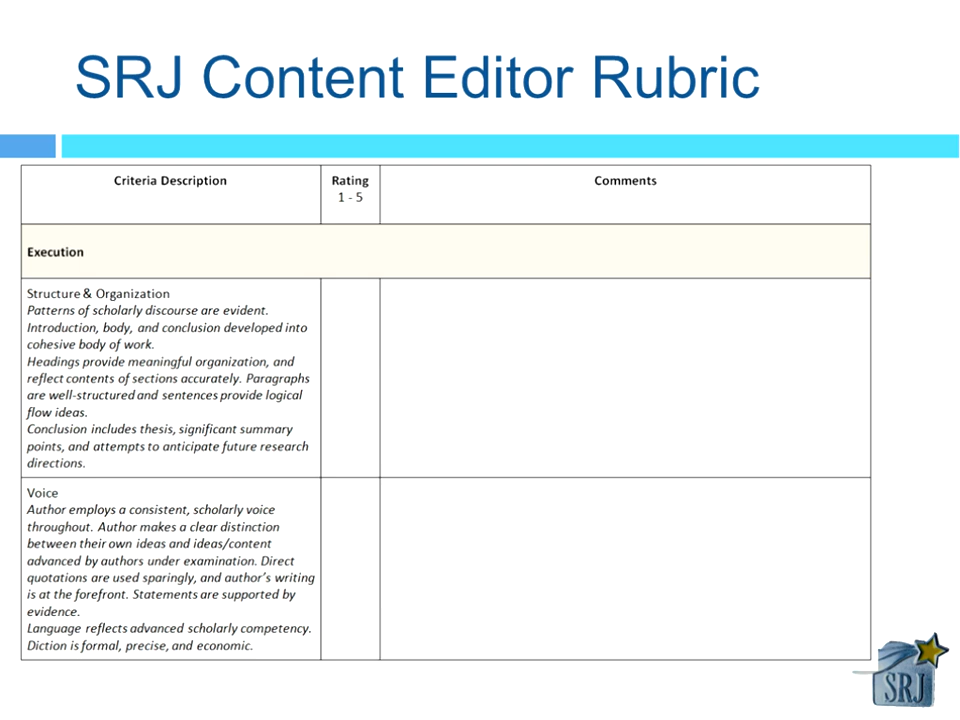 SRJ Content Editor Rubric
Criteria Description
Rating
1 - 5
Comments
Execution
Structure & Organization
Patterns of scholarly discourse are evident.
Introduction, body, and conclusion developed into
cohesive body of work.
Headings provide meaningful organization, and
reflect contents of sections accurately. Paragraphs
are well-structured and sentences provide logical
flow ideas.
Conclusion includes thesis, significant summary
points, and attempts to anticipate future research
directions.
Voice
Author employs a consistent, scholarly voice
throughout. Author makes a clear distinction
between their own ideas and ideas/content
advanced by authors under examination. Direct
quotations are used sparingly, and author's writing
is at the forefront. Statements are supported by
evidence.
Language reflects advanced scholarly competency.
Diction is formal, precise, and economic.
SRJ